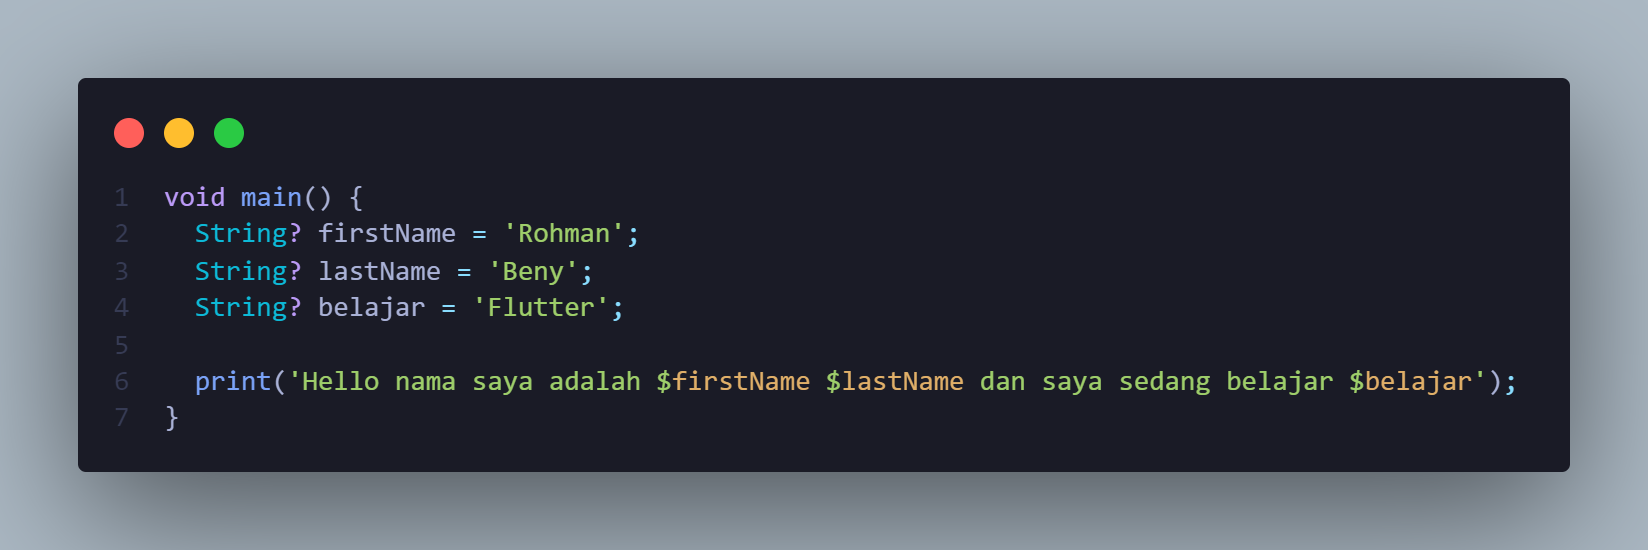 1 void main() {
2   String? firstName = 'Rohman';
3   String? lastName = 'Beny';
4   String? belajar = 'Flutter';
5
6   print('Hello nama saya adalah $firstName $lastName dan saya sedang belajar $belajar');
7 }